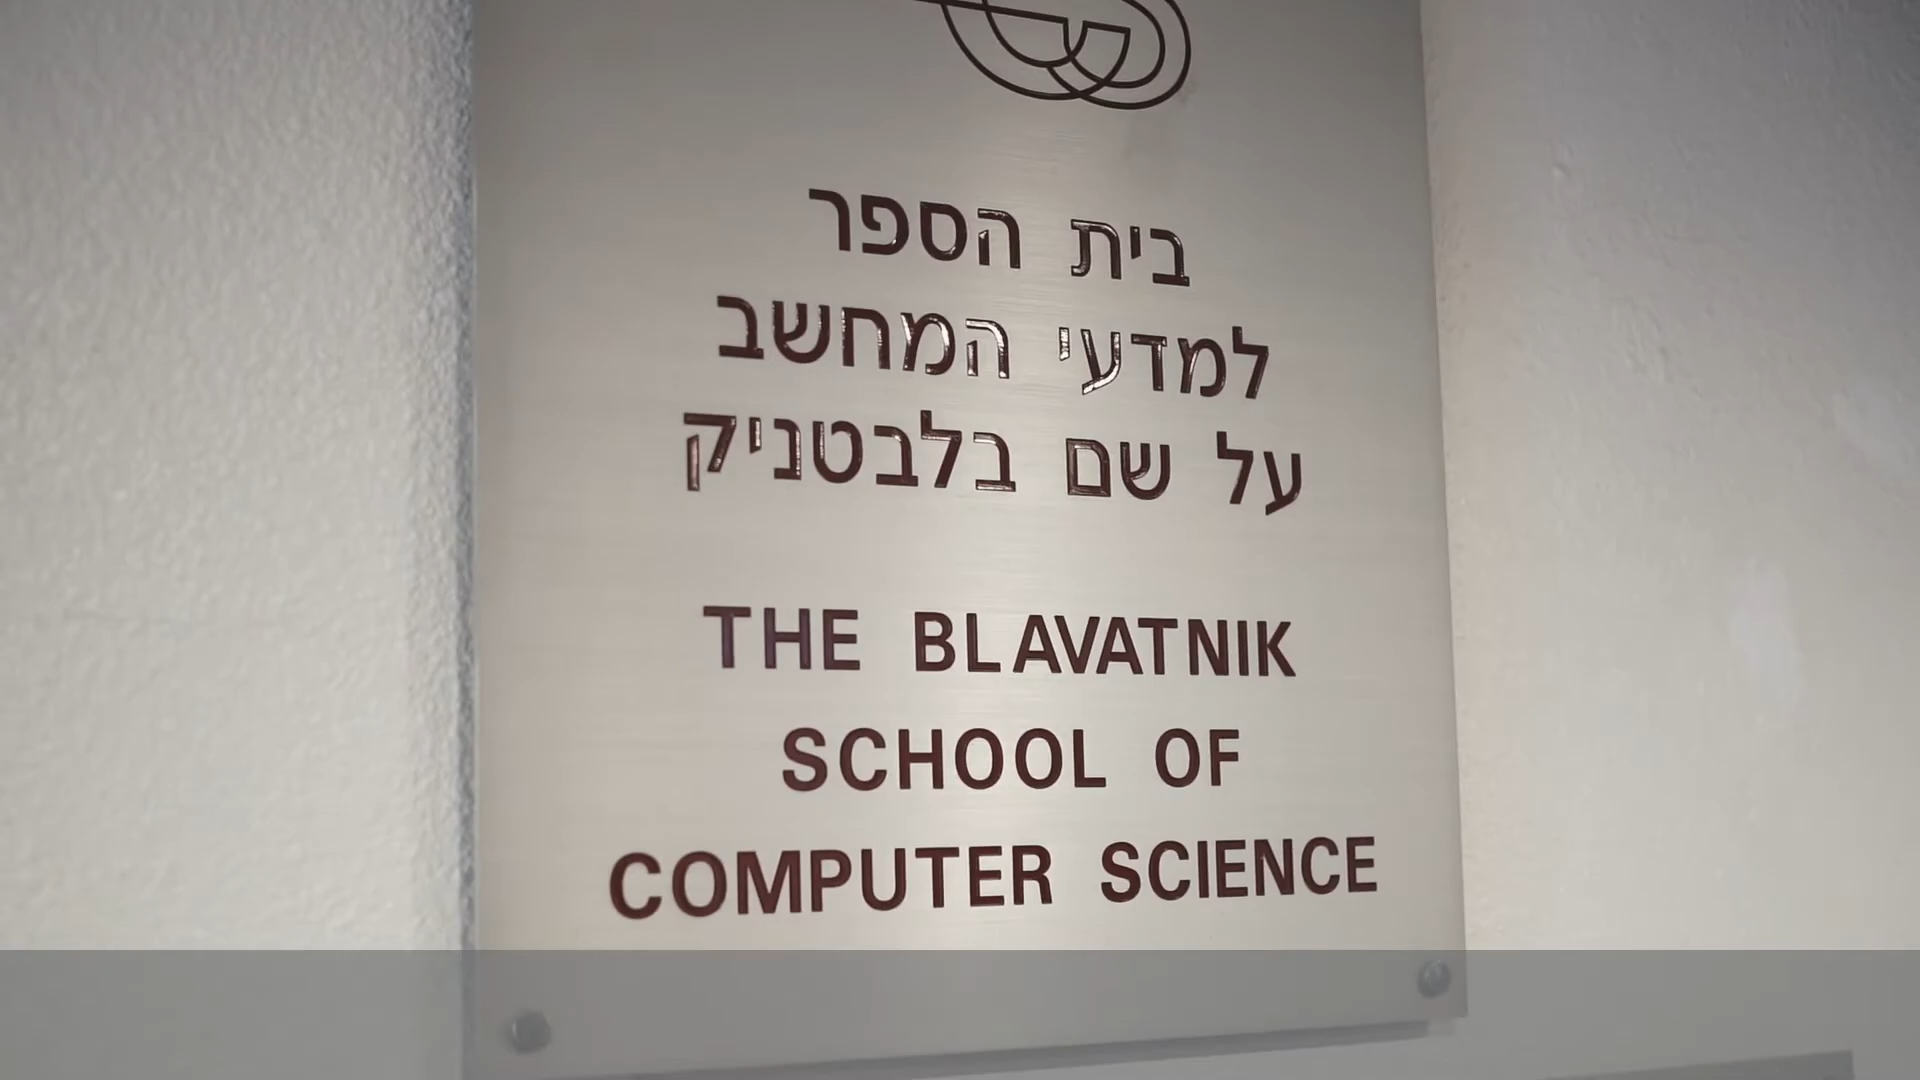 בית הספר
למדעי המחשב
על שם בלבטניק
THE BLAVATNIK
SCHOOL OF
COMPUTER SCIENCE